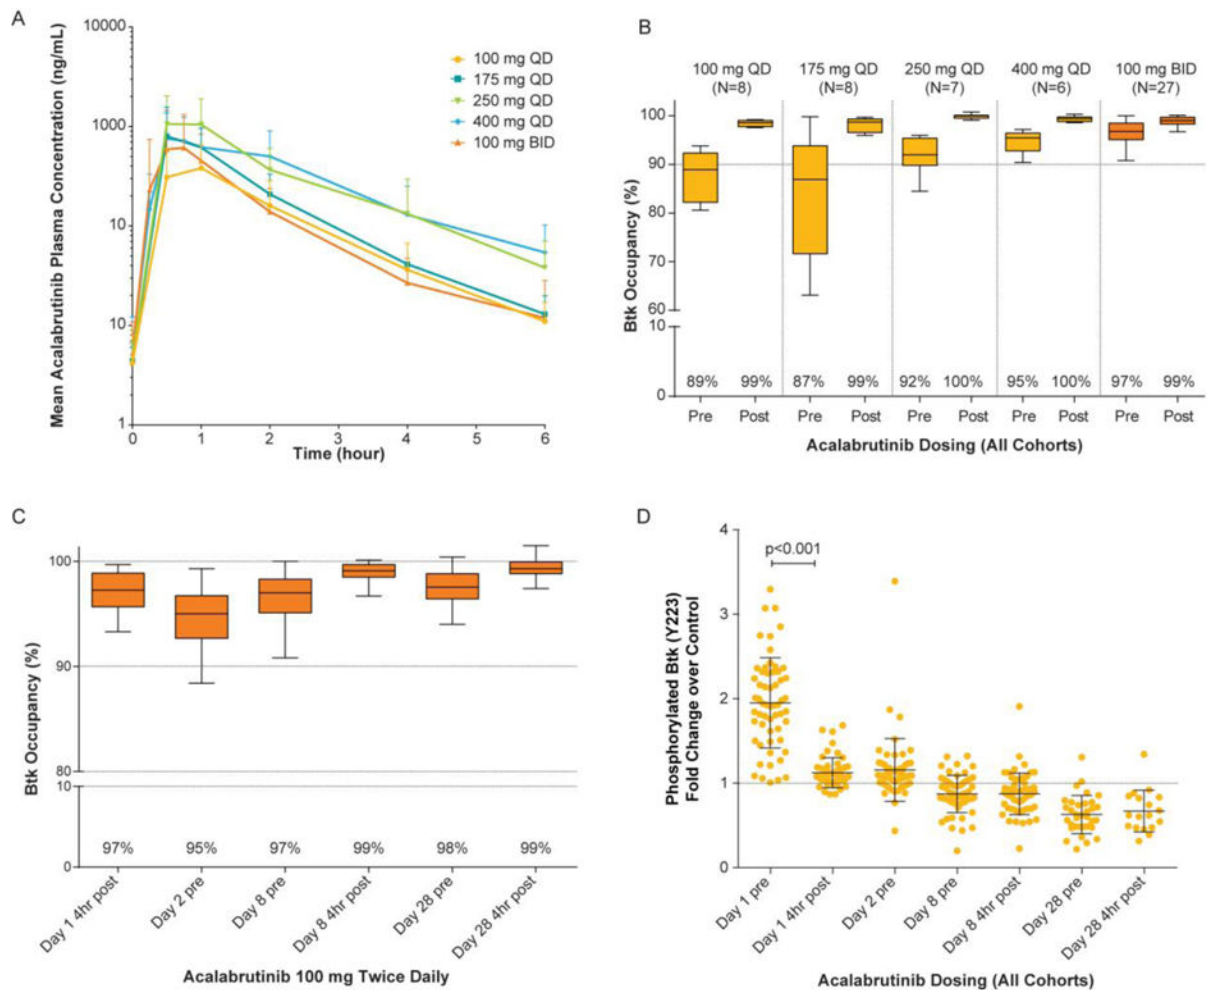 A
Mean Acalabrutinib Plasma Concentration (ng/mL)
10000
1000
10
10
1
0
1
2
3
4
5
6
Time (hour)
100 mg QD
175 mg QD
250 mg QD
400 mg QD
100 mg BID
B
100 mg QD 175 mg QD 250 mg QD 400 mg QD 100 mg BID
(N=8) (N=8) (N=7) (N=6) (N=27)
Btk Occupancy (%)
100
90
80
70
60
10
0
89% 99% 87% 99% 92% 100% 95% 100% 97% 99%
Pre Post Pre Post Pre Post Pre Post Pre Post
Acalabrutinib Dosing (All Cohorts)
C
Btk Occupancy (%)
100
90
80
10
0
97% 95% 97% 99% 98% 99%
Day 1 4hr post
Day 2 pre
Day 8 pre
Day 8 4hr post
Day 28 pre
Day 28 4hr post
Acalabrutinib 100 mg Twice Daily
D
Phosphorylated Btk (Y223)
Fold Change over Control
4
3
2
1
0
p<0.001
Day 1 pre
Day 1 4hr post
Day 2 pre
Day 8 pre
Day 8 4hr post
Day 28 pre
Day 28 4hr post
Acalabrutinib Dosing (All Cohorts)